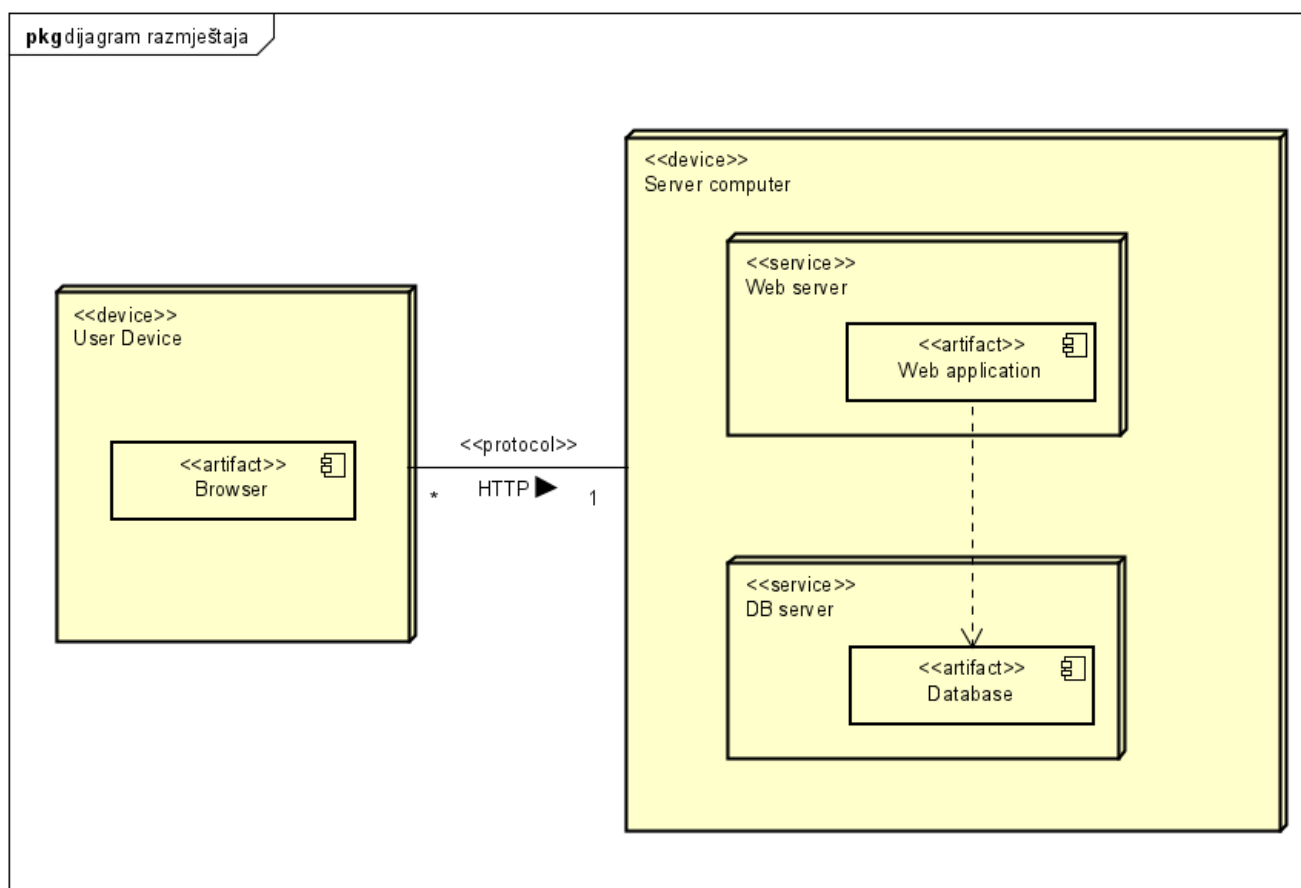 pkg dijagram razmještaja
<<device>>
User Device
<<artifact>>
Browser
<<protocol>>
* HTTP ▶ 1
<<device>>
Server computer
<<service>>
Web server
<<artifact>>
Web application
<<service>>
DB server
<<artifact>>
Database